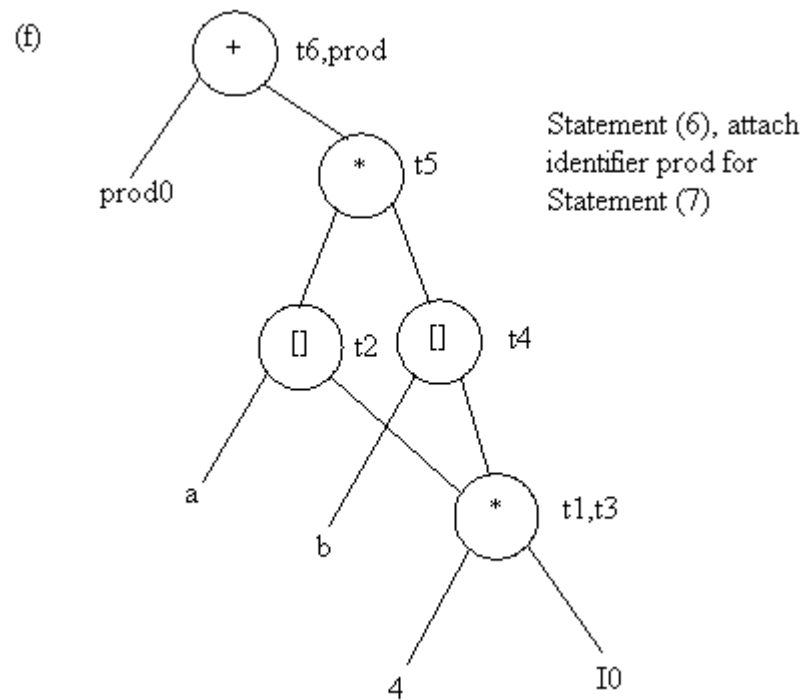 (f)
+
t6,prod
Statement (6), attach
identifier prod for
Statement (7)
*
t5
prod0
[]
t2
[]
t4
a
*
t1,t3
b
4
I0